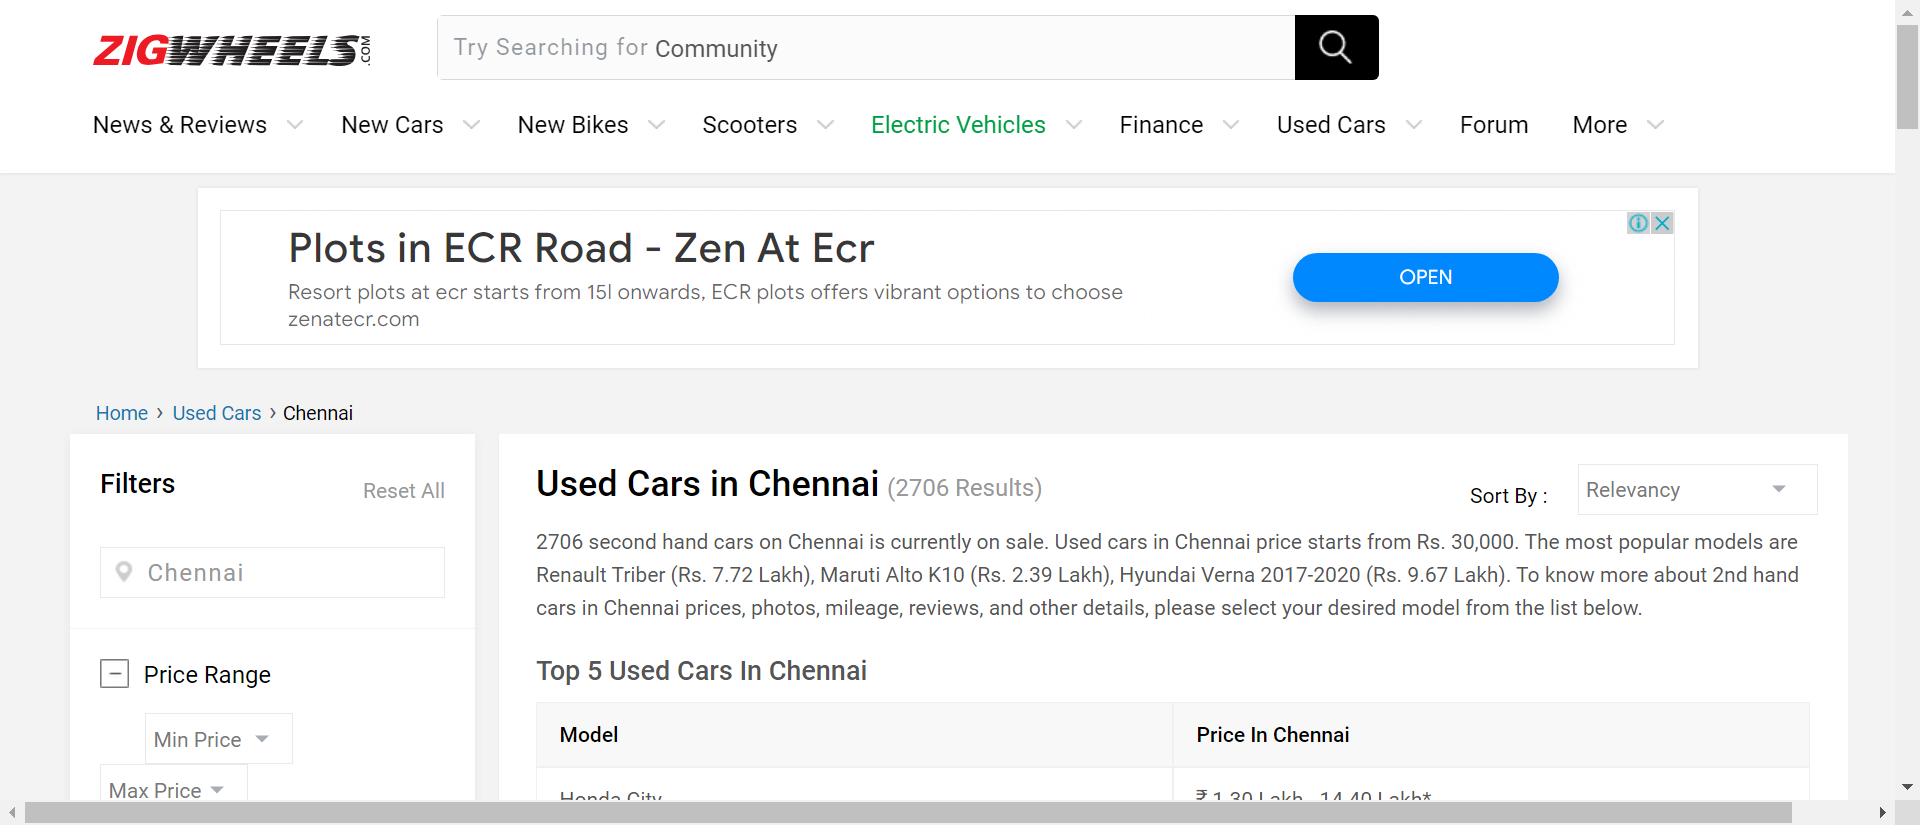 ZIGWHEELS.COM
Try Searching for Community
News & Reviews New Cars New Bikes Scooters Electric Vehicles Finance Used Cars Forum More
Plots in ECR Road - Zen At Ecr
Resort plots at ecr starts from 15l onwards, ECR plots offers vibrant options to choose
zenatecr.com
OPEN
Home › Used Cars › Chennai
Filters
Reset All
Chennai
Price Range
Min Price
Max Price
Used Cars in Chennai (2706 Results)
Sort By :
Relevancy
2706 second hand cars on Chennai is currently on sale. Used cars in Chennai price starts from Rs. 30,000. The most popular models are
Renault Triber (Rs. 7.72 Lakh), Maruti Alto K10 (Rs. 2.39 Lakh), Hyundai Verna 2017-2020 (Rs. 9.67 Lakh). To know more about 2nd hand
cars in Chennai prices, photos, mileage, reviews, and other details, please select your desired model from the list below.
Top 5 Used Cars In Chennai
Model
Price In Chennai
Honda City
₹ 1.30 Lakh - 14.40 Lakh*